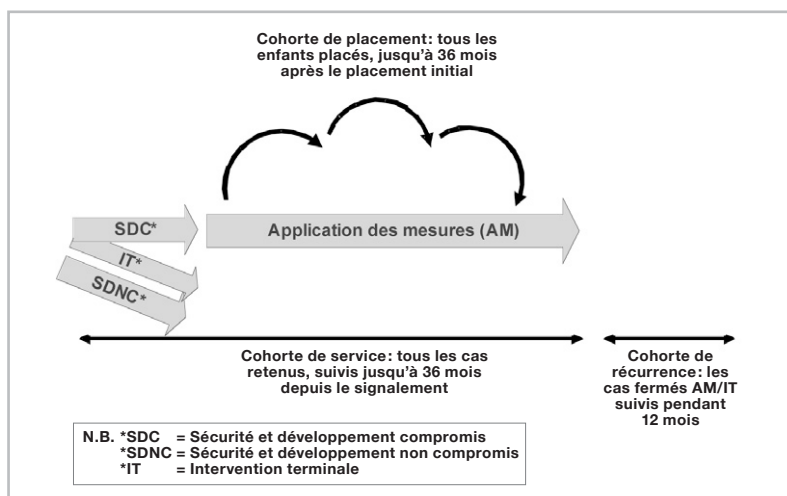 Cohorte de placement: tous les
enfants placés, jusqu'à 36 mois
après le placement initial
SDC*
Application des mesures (AM)
IT*
SDNC*
Cohorte de service: tous les cas
retenus, suivis jusqu'à 36 mois
depuis le signalement
Cohorte de
récurrence: les
cas fermés AM/IT
suivis pendant
12 mois
N.B. *SDC = Sécurité et développement compromis
*SDNC = Sécurité et développement non compromis
*IT = Intervention terminale